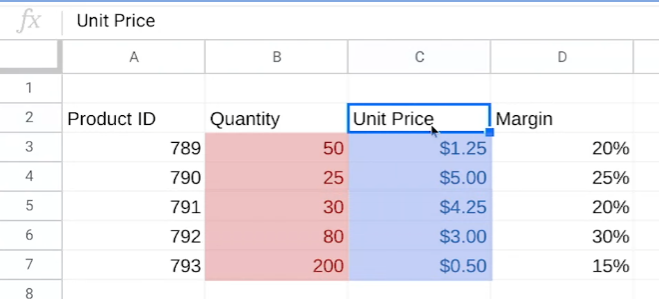 fx Unit Price
A B C D
1
2 Product ID Quantity Unit Price Margin
3 789 50 $1.25 20%
4 790 25 $5.00 25%
5 791 30 $4.25 20%
6 792 80 $3.00 30%
7 793 200 $0.50 15%
8